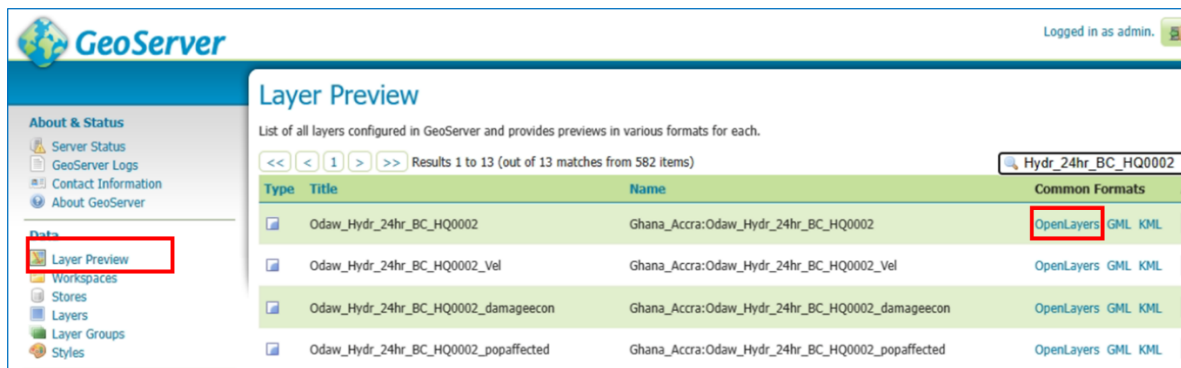 GeoServer
Logged in as admin.
About & Status
Server Status
GeoServer Logs
Contact Information
About GeoServer
Data
Layer Preview
Workspaces
Stores
Layers
Layer Groups
Styles
Layer Preview
List of all layers configured in GeoServer and provides previews in various formats for each.
<< < 1 > >> Results 1 to 13 (out of 13 matches from 582 items) Hydr_24hr_BC_HQ0002
Type Title Name Common Formats
Odaw_Hydr_24hr_BC_HQ0002 Ghana_Accra:Odaw_Hydr_24hr_BC_HQ0002 OpenLayers GML KML
Odaw_Hydr_24hr_BC_HQ0002_Vel Ghana_Accra:Odaw_Hydr_24hr_BC_HQ0002_Vel OpenLayers GML KML
Odaw_Hydr_24hr_BC_HQ0002_damageecon Ghana_Accra:Odaw_Hydr_24hr_BC_HQ0002_damageecon OpenLayers GML KML
Odaw_Hydr_24hr_BC_HQ0002_popaffected Ghana_Accra:Odaw_Hydr_24hr_BC_HQ0002_popaffected OpenLayers GML KML